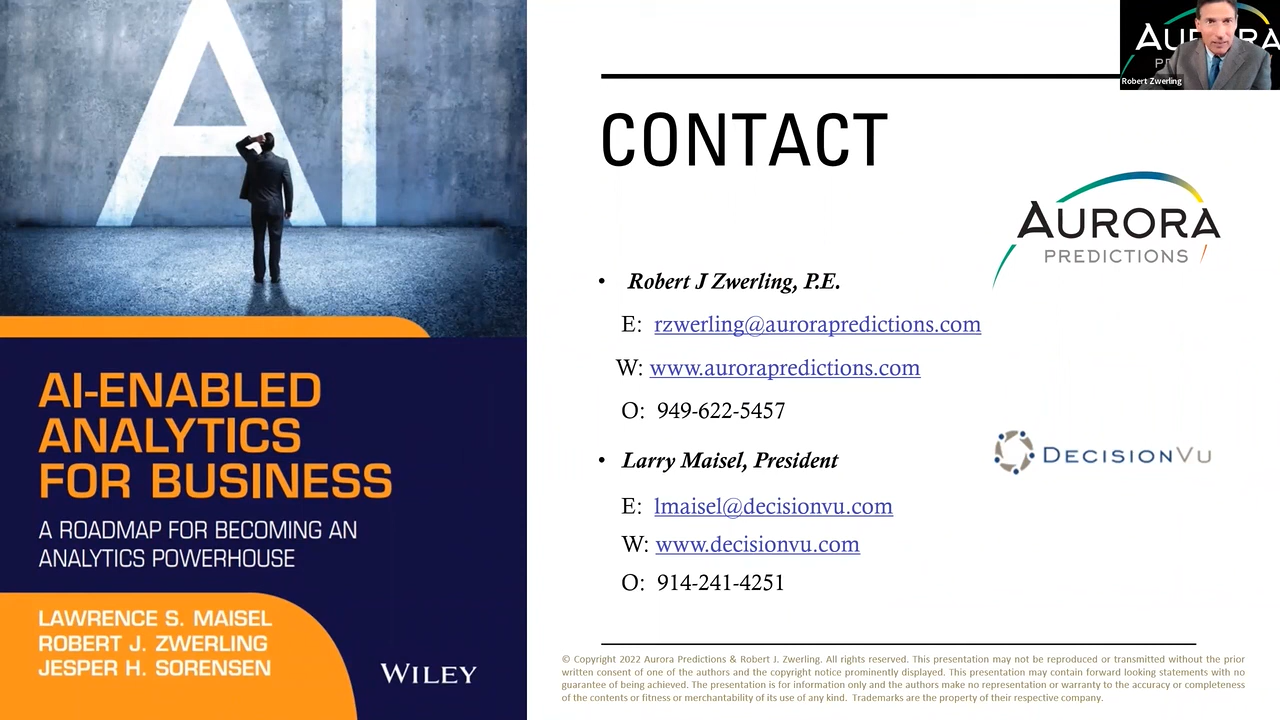 AI
AI-ENABLED
ANALYTICS
FOR BUSINESS
A ROADMAP FOR BECOMING AN
ANALYTICS POWERHOUSE
LAWRENCE S. MAISEL
ROBERT J. ZWERLING
JESPER H. SORENSEN
WILEY
Robert Zwerling
CONTACT
AURORA
PREDICTIONS
• Robert J Zwerling, P.E.
E: rzwerling@aurorapredictions.com
W: www.aurorapredictions.com
O: 949-622-5457
• Larry Maisel, President
DECISIONVU
E: lmaisel@decisionvu.com
W: www.decisionvu.com
O: 914-241-4251
© Copyright 2022 Aurora Predictions & Robert J. Zwerling. All rights reserved. This presentation may not be reproduced or transmitted without the prior
written consent of one of the authors and the copyright notice prominently displayed. This presentation may contain forward looking statements with no
guarantee of being achieved. The presentation is for information only and the authors make no representation or warranty to the accuracy or completeness
of the contents or fitness or merchantability of its use of any kind. Trademarks are the property of their respective company.